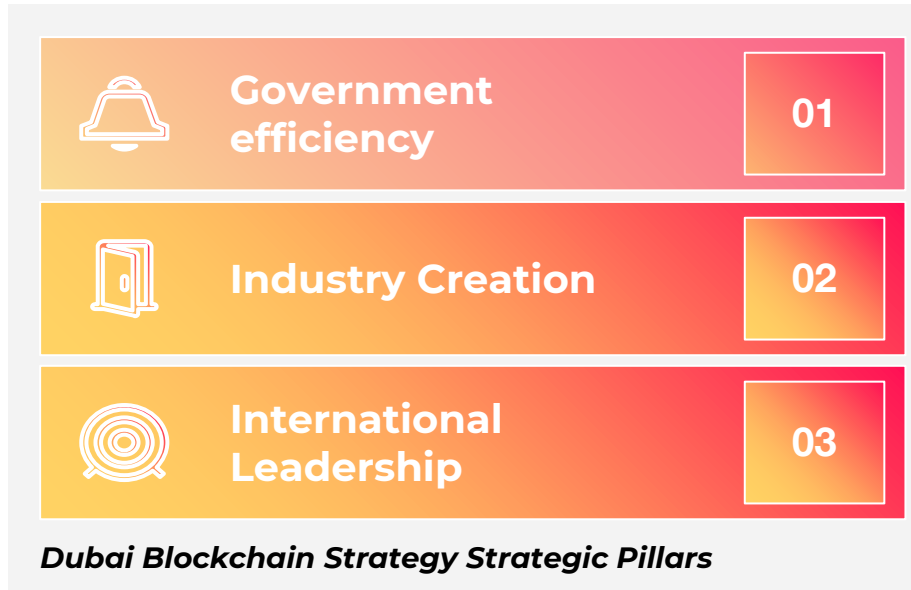 Government
efficiency
01
Industry Creation
02
International
Leadership
03
Dubai Blockchain Strategy Strategic Pillars